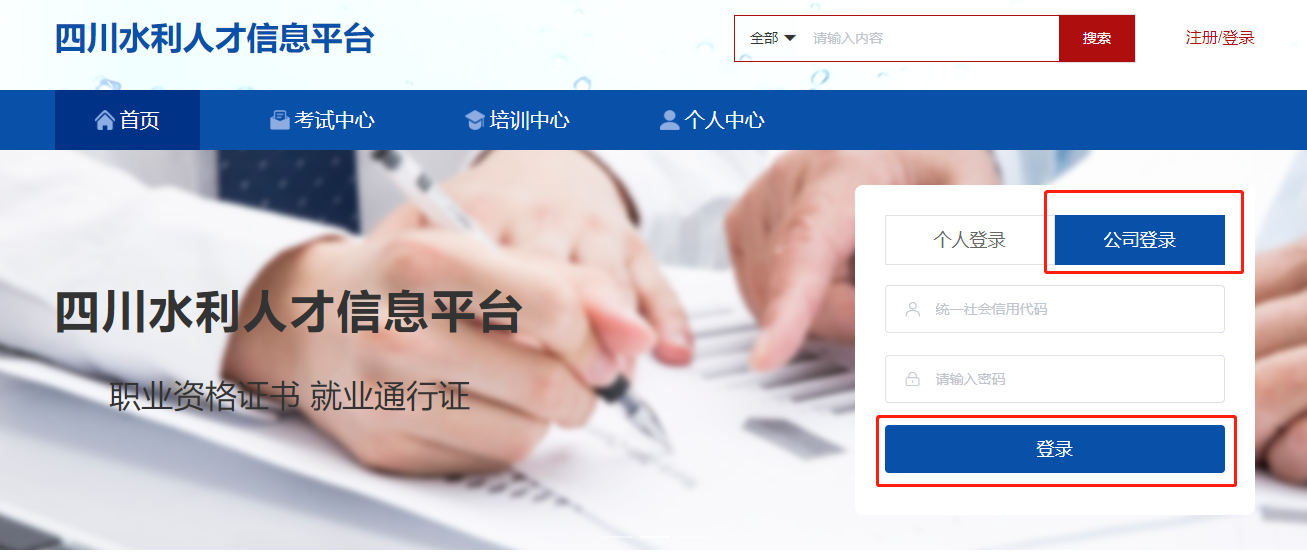 四川水利人才信息平台
全部 请输入内容 搜索 注册/登录
首页 考试中心 培训中心 个人中心
个人登录 公司登录
统一社会信用代码
四川水利人才信息平台
请输入密码
职业资格证书 就业通行证
登录